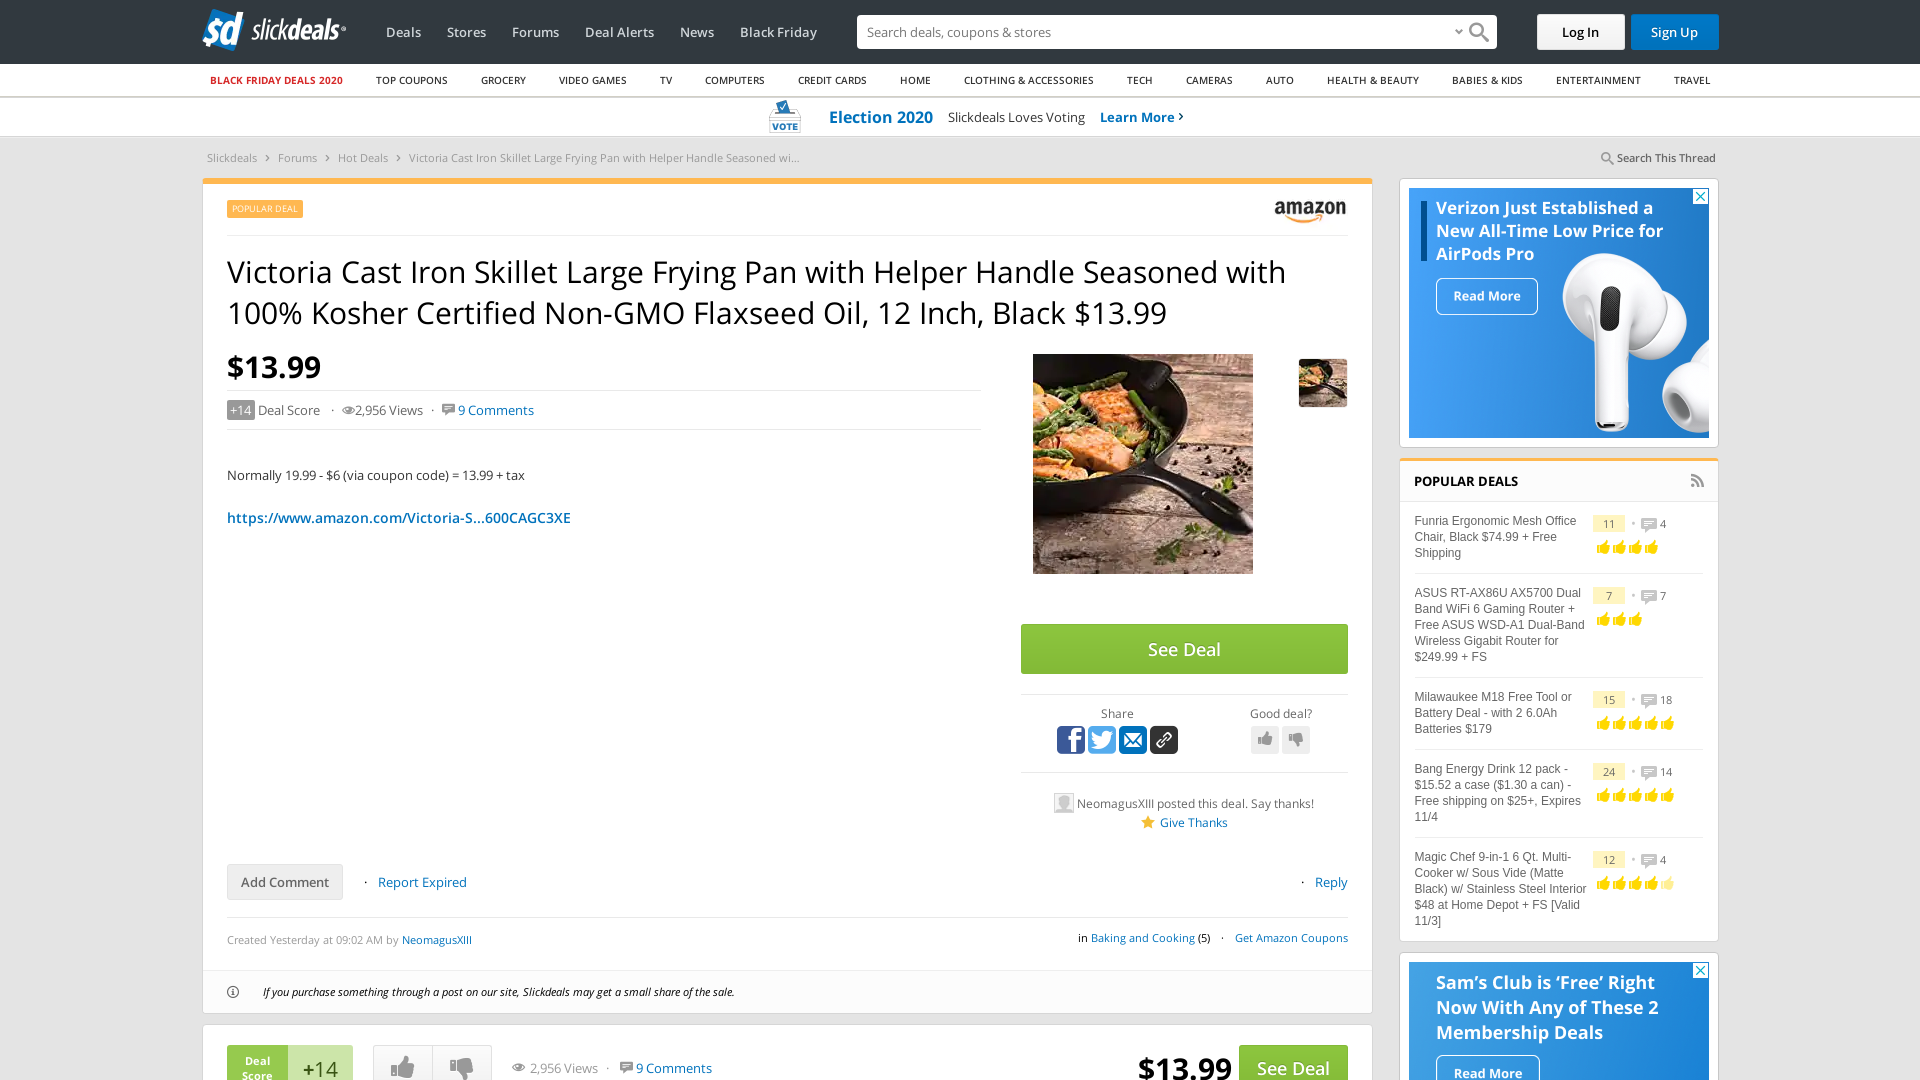 sd slickdeals
Deals Stores Forums Deal Alerts News Black Friday
Search deals, coupons & shops
Log In
Sign Up
BLACK FRIDAY DEALS 2020 TOP COUPONS GROCERY VIDEO GAMES TV COMPUTERS CREDIT CARDS HOME CLOTHING & ACCESSORIES TECH CAMERAS AUTO HEALTH & BEAUTY BABIES & KIDS ENTERTAINMENT TRAVEL
VOTE Election 2020 Slickdeals Loves Voting Learn More ›
Slickdeals › Forums › Hot Deals › Victoria Cast Iron Skillet Large Frying Pan with Helper Handle Seasoned wi...
Search This Thread
POPULAR DEAL
amazon
Victoria Cast Iron Skillet Large Frying Pan with Helper Handle Seasoned with
100% Kosher Certified Non-GMO Flaxseed Oil, 12 Inch, Black $13.99
$13.99
+14 Deal Score · 2,956 Views · 9 Comments
Normally 19.99 - $6 (via coupon code) = 13.99 + tax
https://www.amazon.com/Victoria-S...600CAGC3XE
See Deal
Share
Good deal?
NeomagusXIII posted this deal. Say thanks!
Give Thanks
Add Comment · Report Expired
· Reply
Created Yesterday at 09:02 AM by NeomagusXIII
in Baking and Cooking (5) · Get Amazon Coupons
If you purchase something through a post on our site, Slickdeals may get a small share of the sale.
Deal
Score
+14
2,956 Views · 9 Comments
$13.99
See Deal
Verizon Just Established a
New All-Time Low Price for
AirPods Pro
Read More
POPULAR DEALS
Funria Ergonomic Mesh Office
Chair, Black $74.99 + Free
Shipping
11 • 4
ASUS RT-AX86U AX5700 Dual
Band WiFi 6 Gaming Router +
Free ASUS WSD-A1 Dual-Band
Wireless Gigabit Router for
$249.99 + FS
7 • 7
Milawaukee M18 Free Tool or
Battery Deal - with 2 6.0Ah
Batteries $179
15 • 18
Bang Energy Drink 12 pack -
$15.52 a case ($1.30 a can) -
Free shipping on $25+, Expires
11/4
24 • 14
Magic Chef 9-in-1 6 Qt. Multi-
Cooker w/ Sous Vide (Matte
Black) w/ Stainless Steel Interior
$48 at Home Depot + FS [Valid
11/3]
12 • 4
Sam's Club is ‘Free’ Right
Now With Any of These 2
Membership Deals
Read More